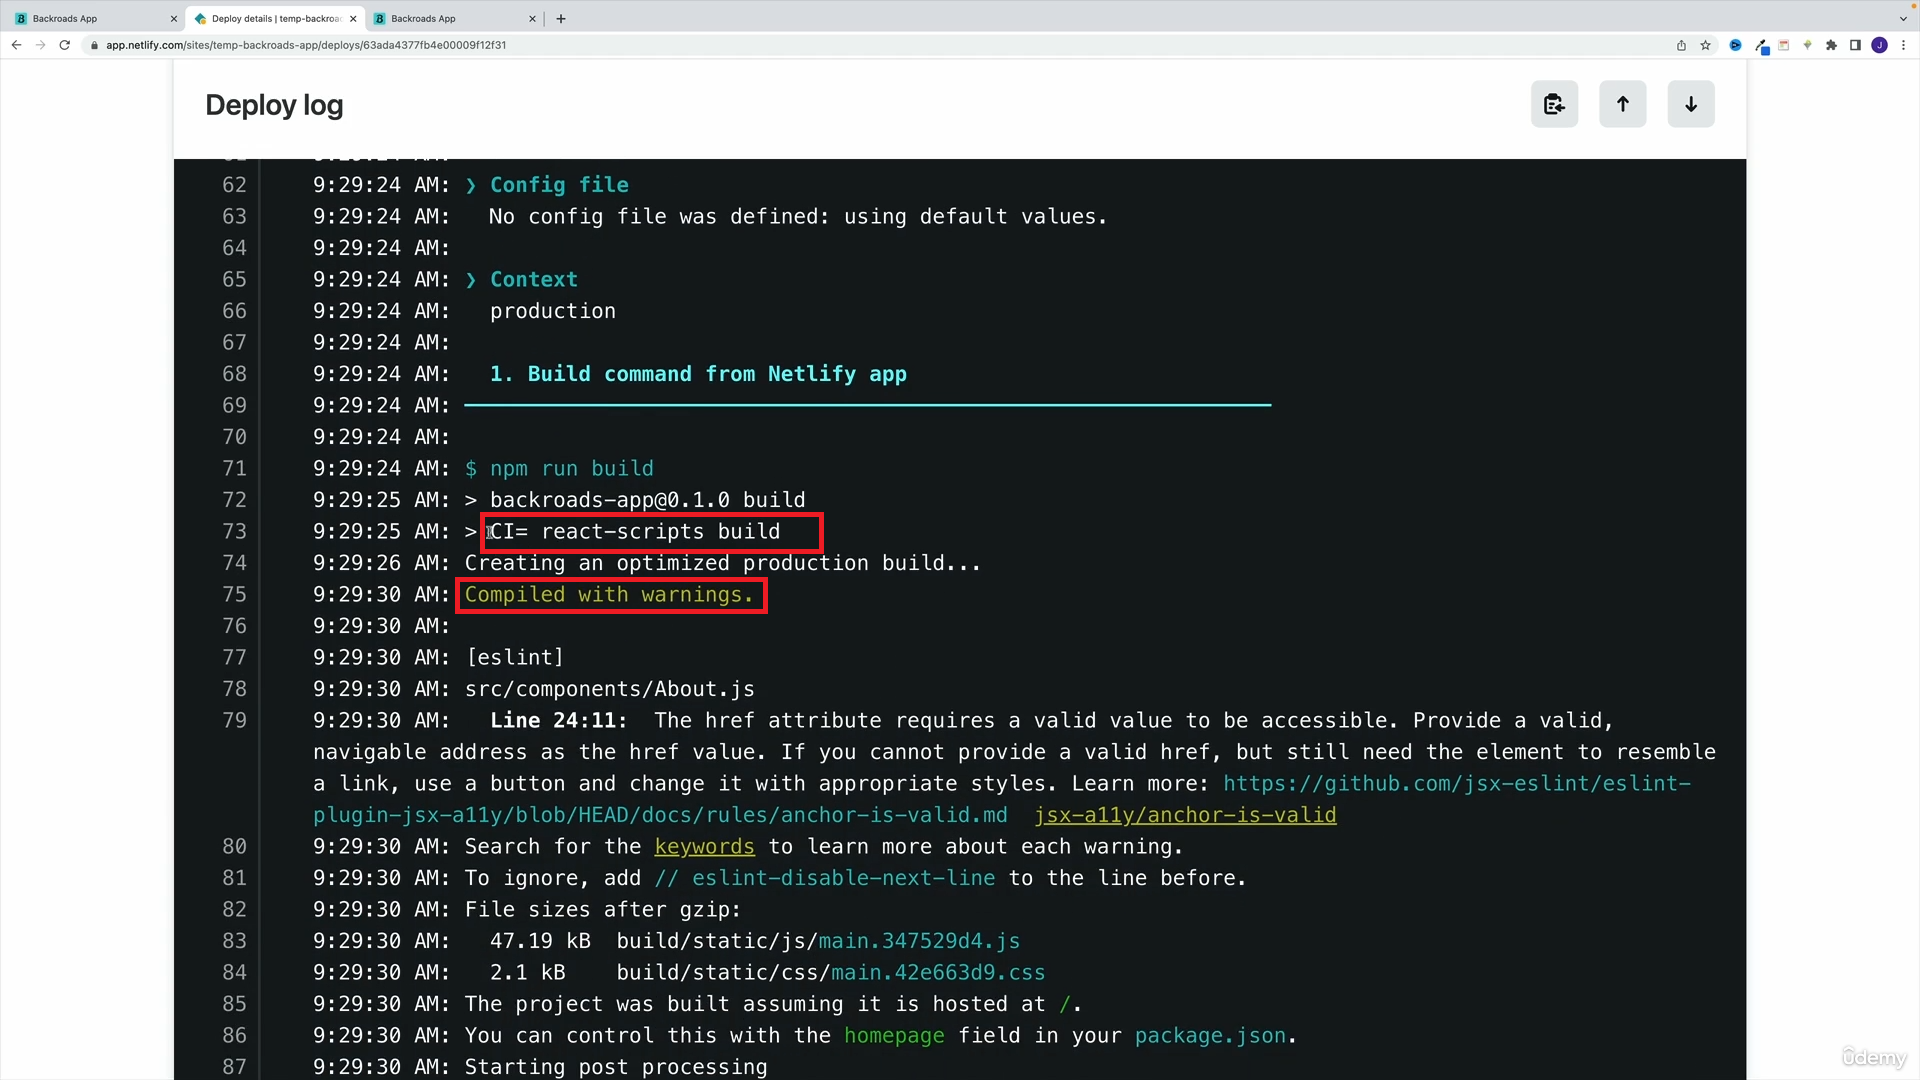 Backroads App
Deploy details | temp-backroa
Backroads App
app.netlify.com/sites/temp-backroads-app/deploys/63ada4377fb4e00009f12f31
J
Deploy log
62 9:29:24 AM: ❯ Config file
63 9:29:24 AM: No config file was defined: using default values.
64 9:29:24 AM:
65 9:29:24 AM: ❯ Context
66 9:29:24 AM: production
67 9:29:24 AM:
68 9:29:24 AM: 1. Build command from Netlify app
69 9:29:24 AM: ────────────────────────────────────────────────────────────────
70 9:29:24 AM:
71 9:29:24 AM: $ npm run build
72 9:29:25 AM: > backroads-app@0.1.0 build
73 9:29:25 AM: > CI= react-scripts build
74 9:29:26 AM: Creating an optimized production build...
75 9:29:30 AM: Compiled with warnings.
76 9:29:30 AM:
77 9:29:30 AM: [eslint]
78 9:29:30 AM: src/components/About.js
79 9:29:30 AM: Line 24:11: The href attribute requires a valid value to be accessible. Provide a valid,
navigable address as the href value. If you cannot provide a valid href, but still need the element to resemble
a link, use a button and change it with appropriate styles. Learn more: https://github.com/jsx-eslint/eslint-
plugin-jsx-a11y/blob/HEAD/docs/rules/anchor-is-valid.md jsx-a11y/anchor-is-valid
80 9:29:30 AM: Search for the keywords to learn more about each warning.
81 9:29:30 AM: To ignore, add // eslint-disable-next-line to the line before.
82 9:29:30 AM: File sizes after gzip:
83 9:29:30 AM: 47.19 kB build/static/js/main.347529d4.js
84 9:29:30 AM: 2.1 kB build/static/css/main.42e663d9.css
85 9:29:30 AM: The project was built assuming it is hosted at /.
86 9:29:30 AM: You can control this with the homepage field in your package.json.
87 9:29:30 AM: Starting post processing
ûdemy